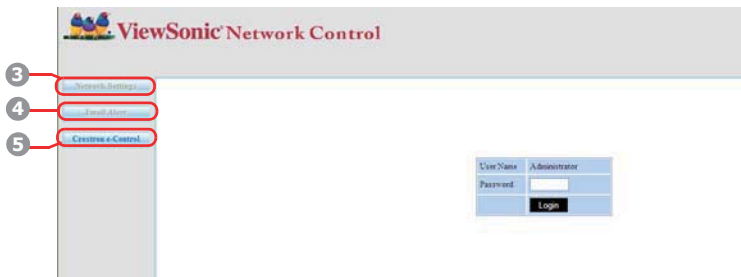 ViewSonic® Network Control
3
Network Settings
4
Email Alert
5
Crestron e-Control
User Name Administrator
Password
Login